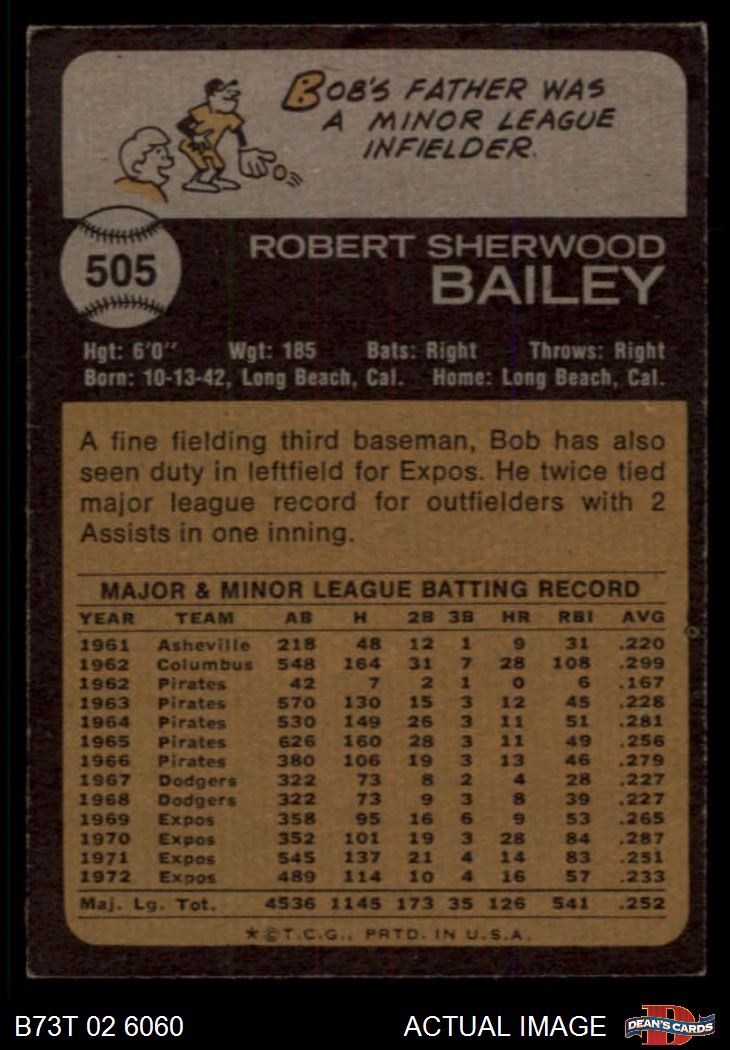 BOB'S FATHER WAS
A MINOR LEAGUE
INFIELDER.
505
ROBERT SHERWOOD
BAILEY
Hgt: 6'0" Wgt: 185 Bats: Right Throws: Right
Born: 10-13-42, Long Beach, Cal. Home: Long Beach, Cal.
A fine fielding third baseman, Bob has also
seen duty in leftfield for Expos. He twice tied
major league record for outfielders with 2
Assists in one inning.
MAJOR & MINOR LEAGUE BATTING RECORD
YEAR TEAM AB H 2B 3B HR RBI AVG
1961 Asheville 218 48 12 1 9 31 .220
1962 Columbus 548 164 31 7 28 108 .299
1962 Pirates 42 7 2 1 0 6 .167
1963 Pirates 570 130 15 3 12 45 .228
1964 Pirates 530 149 26 3 11 51 .281
1965 Pirates 626 160 28 3 11 49 .256
1966 Pirates 380 106 19 3 13 46 .279
1967 Dodgers 322 73 8 2 4 28 .227
1968 Dodgers 322 73 9 3 8 39 .227
1969 Expos 358 95 16 6 9 53 .265
1970 Expos 352 101 19 3 28 84 .287
1971 Expos 545 137 21 4 14 83 .251
1972 Expos 489 114 10 4 16 57 .233
Maj. Lg. Tot. 4536 1145 173 35 126 541 .252
*©T.C.G., PRTD. IN U.S.A.
B73T 02 6060 ACTUAL IMAGE
D
DEAN'S CARDS